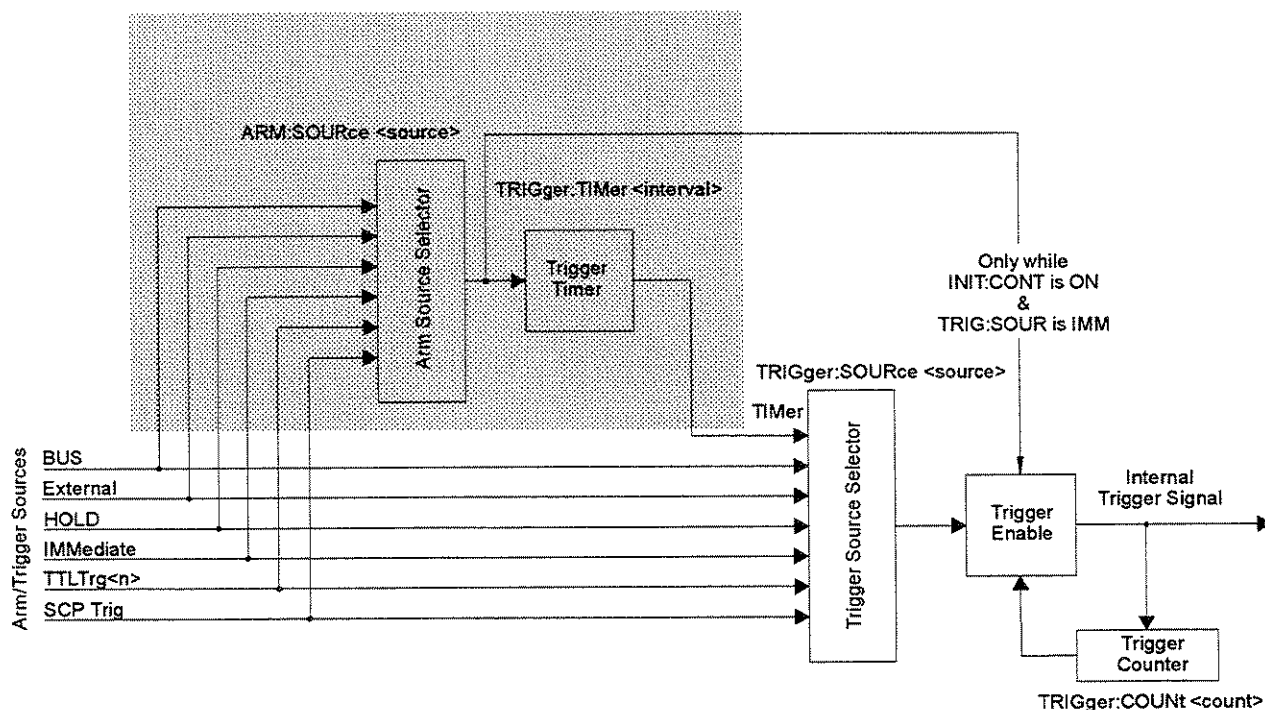 ARM:SOURce <source>
Arm Source Selector
TRIGger:TIMer <interval>
Trigger
Timer
Only while
INIT:CONT is ON
&
TRIG:SOUR is IMM
TRIGger:SOURce <source>
TIMer
Trigger Source Selector
Arm/Trigger Sources
BUS
External
HOLD
IMMediate
TTLTrg<n>
SCP Trig
Trigger
Enable
Internal
Trigger Signal
Trigger
Counter
TRIGger:COUNt <count>